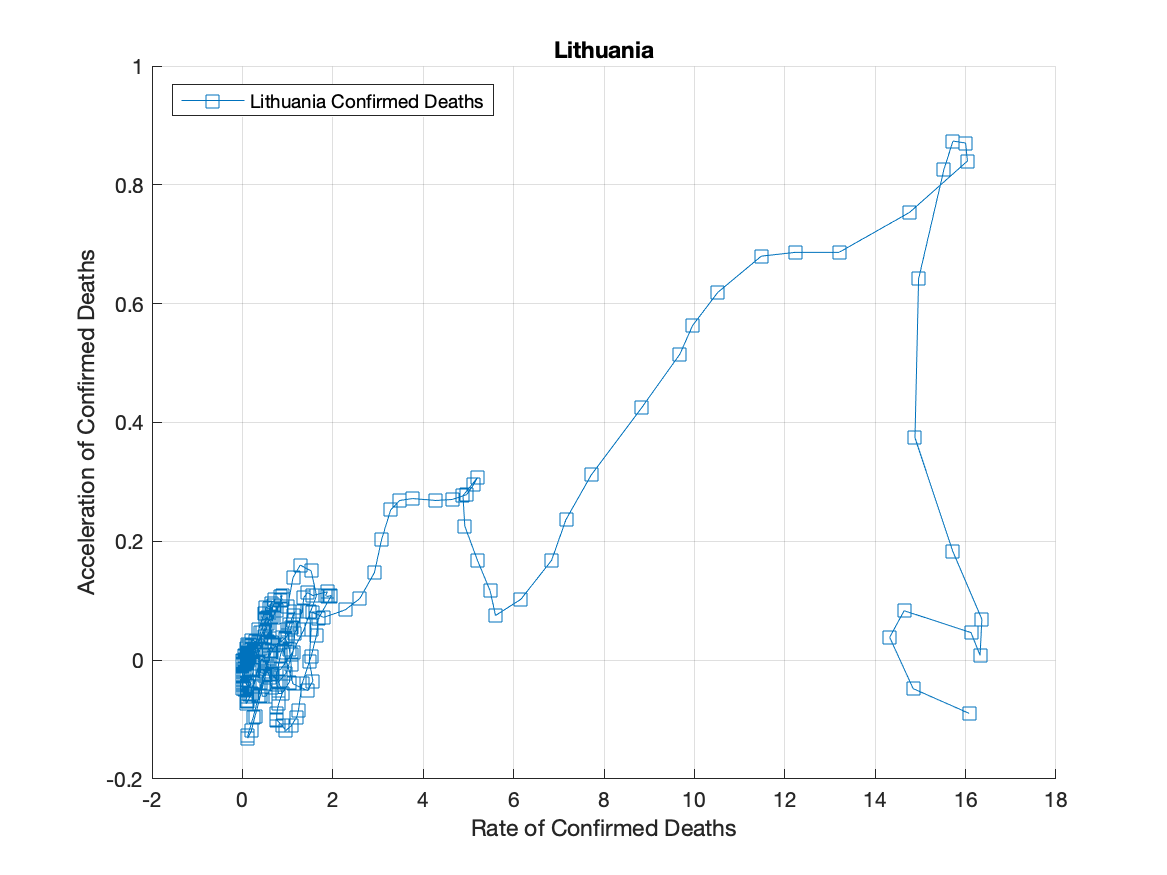 Lithuania
1
Lithuania Confirmed Deaths
0.8
0.6
0.4
0.2
0
-0.2
Acceleration of Confirmed Deaths
-2 0 2 4 6 8 10 12 14 16 18
Rate of Confirmed Deaths